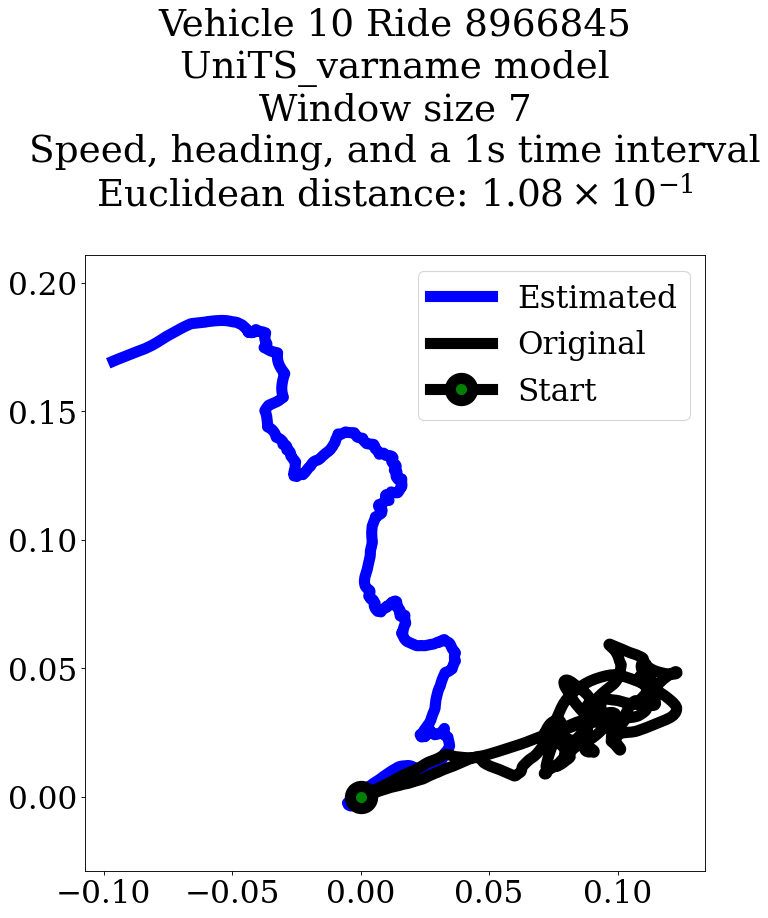 Vehicle 10 Ride 8966845
UniTS_varname model
Window size 7
Speed, heading, and a 1s time interval
Euclidean distance: $1.08 \times 10^{-1}$
Estimated
Original
Start
0.20
0.15
0.10
0.05
0.00
−0.10 −0.05 0.00 0.05 0.10